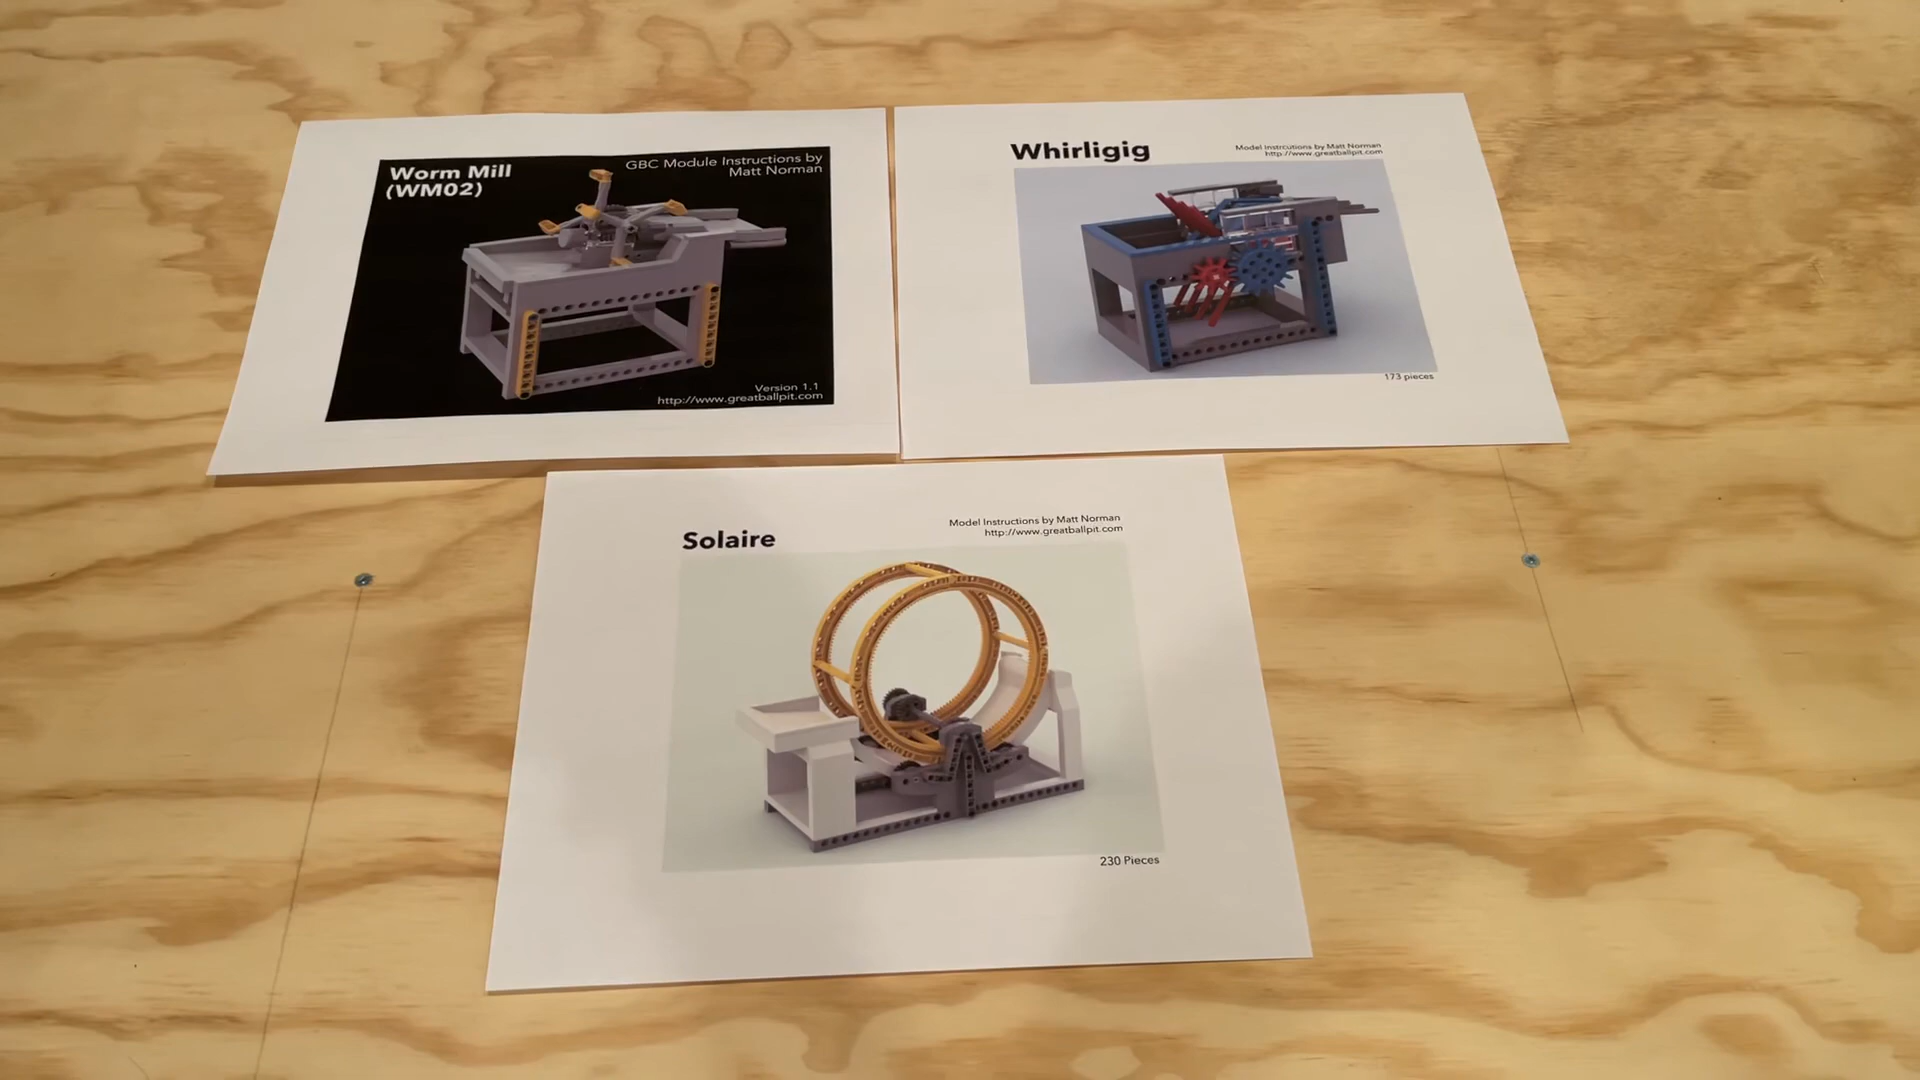 Worm Mill
(WM02)
GBC Module Instructions by
Matt Norman
Version 1.1
http://www.greatballpit.com
Whirligig
Model Instrcutions by Matt Norman
http://www.greatballpit.com
173 pieces
Solaire
Model Instructions by Matt Norman
http://www.greatballpit.com
230 Pieces